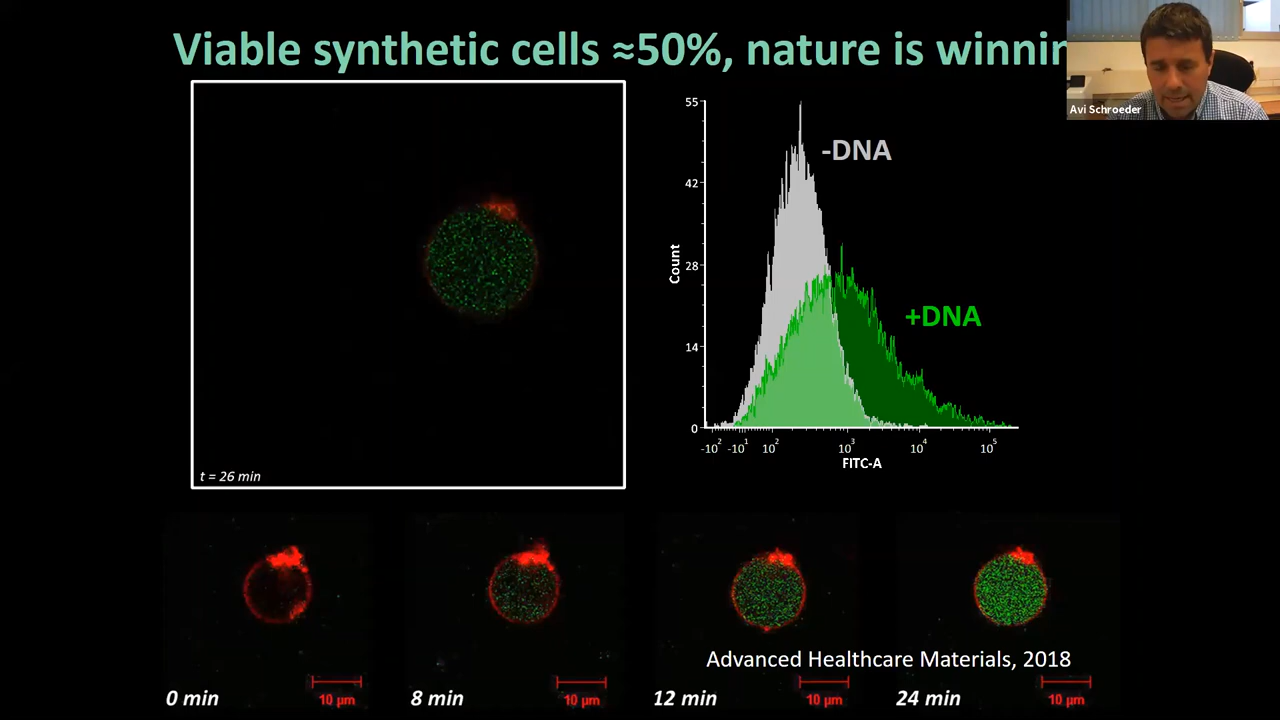 Viable synthetic cells ≈50%, nature is winnin
Avi Schroeder
t = 26 min
55
42
28
14
0
Count
-DNA
+DNA
-10² -10¹ 10² 10³ 10⁴ 10⁵
FITC-A
Advanced Healthcare Materials, 2018
0 min
10 µm
8 min
10 µm
12 min
10 µm
24 min
10 µm